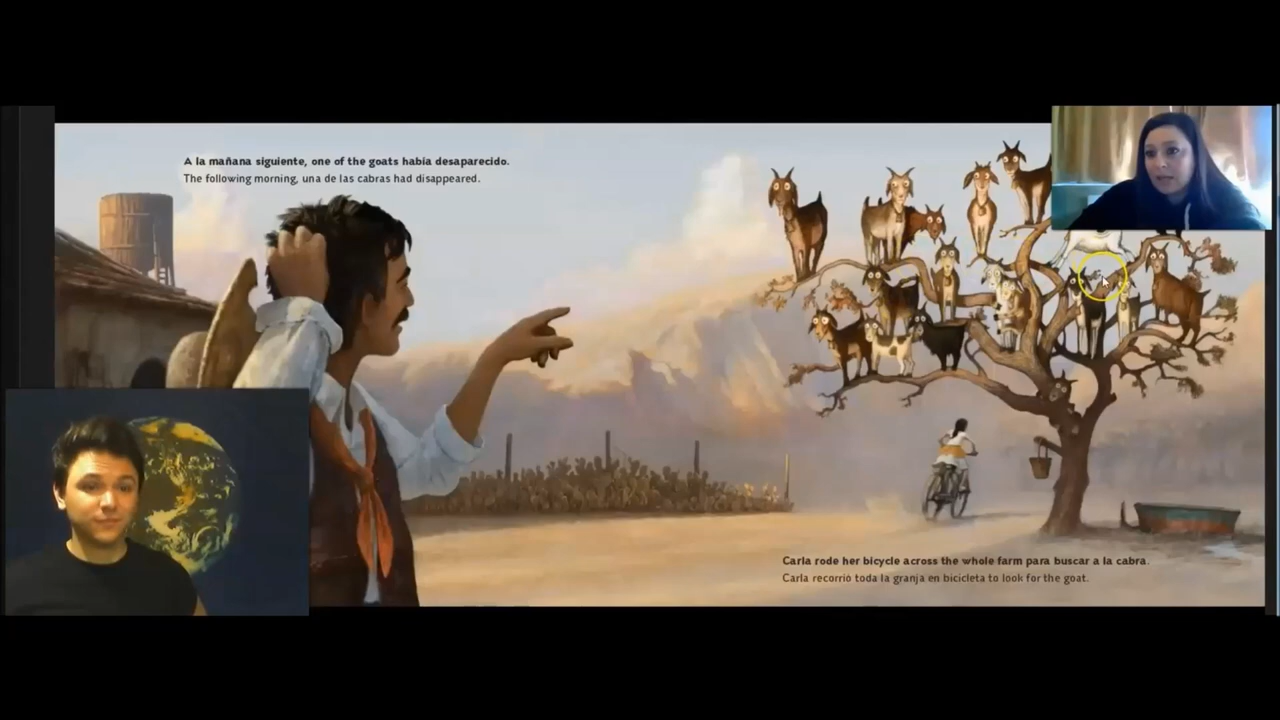 A la mañana siguiente, one of the goats había desaparecido.
The following morning, una de las cabras had disappeared.
Carla rode her bicycle across the whole farm para buscar a la cabra.
Carla recorrió toda la granja en bicicleta to look for the goat.